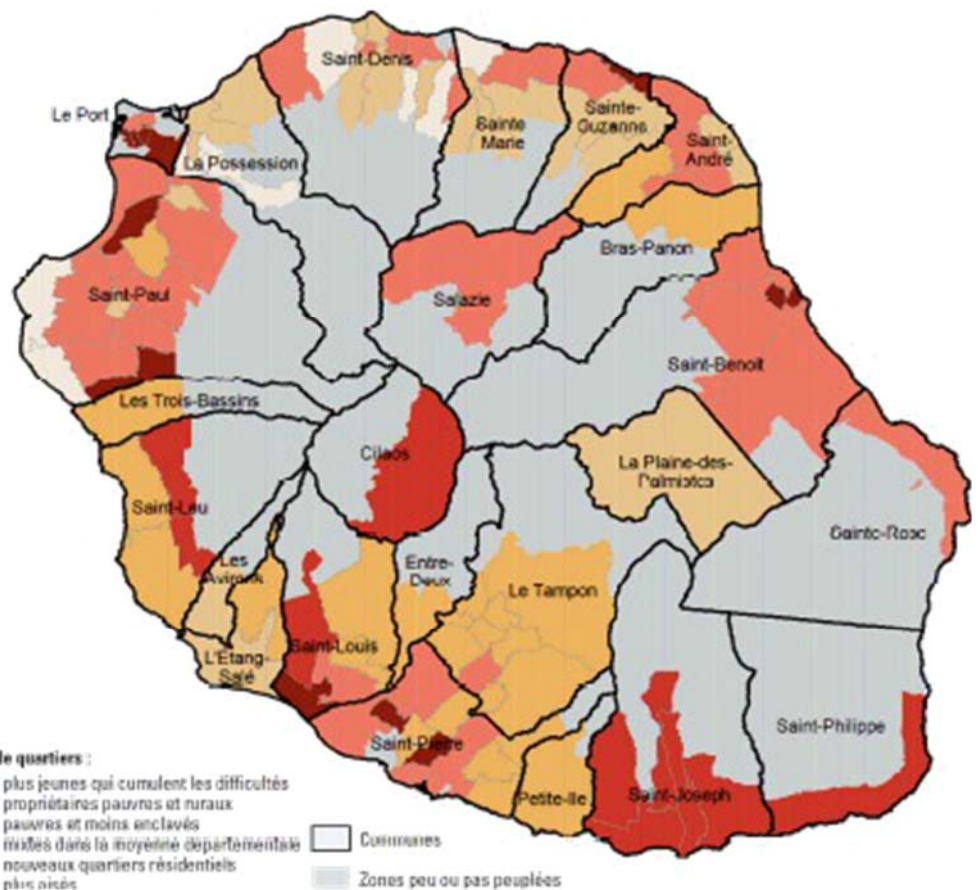 Saint-Denis
Le Port
Sainte
Marie
Sainte-
Suzanne
Saint-
André
La Possession
Bras-Panon
Saint-Paul
Salazie
Saint-Benoit
Les Trois-Bassins
Cilaos
La Plaine-des-
Palmistes
Saint-Leu
Sainte-Rose
Les
Avirons
Entre-
Deux
Le Tampon
L'Etang-
Salé
Saint-Louis
Saint-Philippe
Saint-Pierre
Petite-Ile
Saint-Joseph
de quartiers :
plus jeunes qui cumulent les difficultés
propriétaires pauvres et ruraux
pauvres et moins enclavés
mixtes dans la moyenne départementale
nouveaux quartiers résidentiels
plus aisés
Communes
Zones peu ou pas peuplées